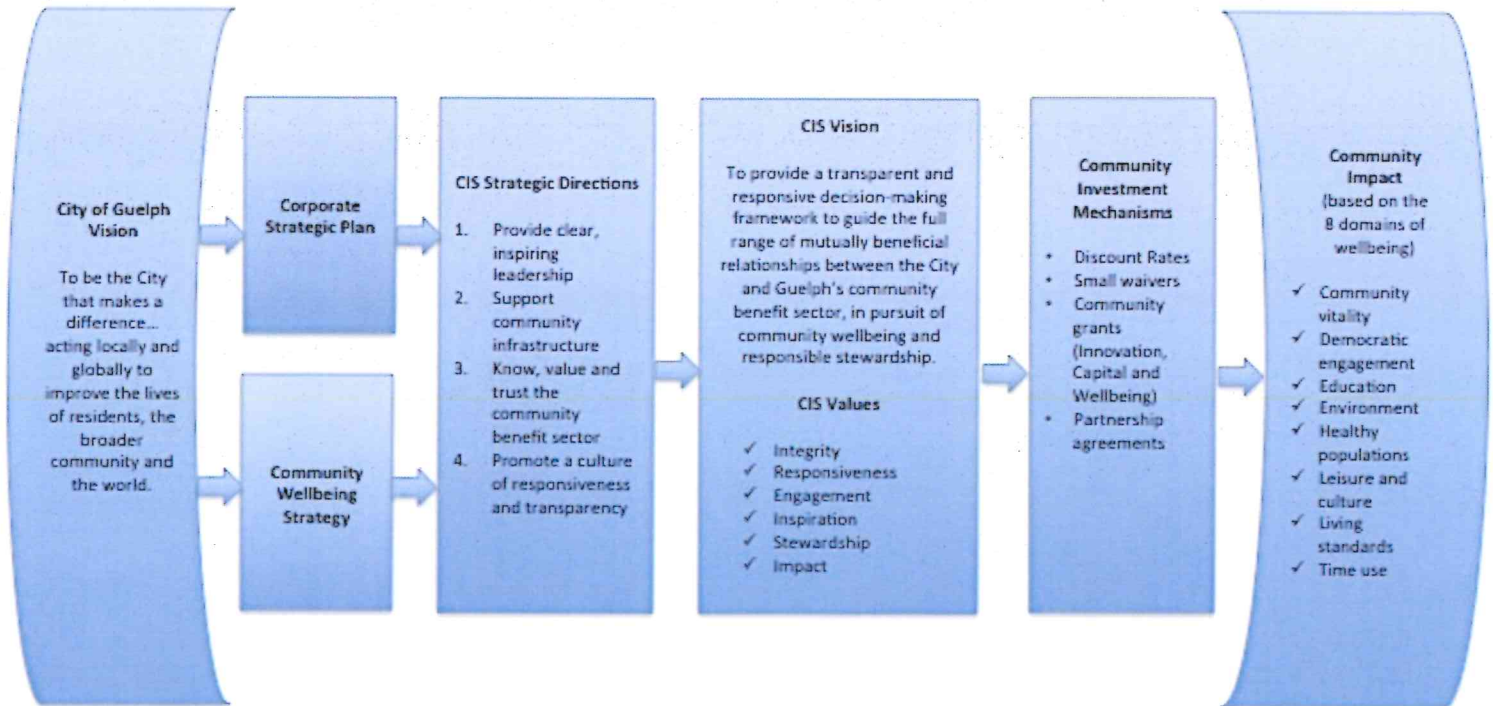 City of Guelph
Vision
To be the City
that makes a
difference...
acting locally and
globally to
improve the lives
of residents, the
broader
community and
the world.
Corporate
Strategic Plan
Community
Wellbeing
Strategy
CIS Strategic Directions
1. Provide clear,
inspiring
leadership
2. Support
community
infrastructure
3. Know, value and
trust the
community
benefit sector
4. Promote a culture
of responsiveness
and transparency
CIS Vision
To provide a transparent and
responsive decision-making
framework to guide the full
range of mutually beneficial
relationships between the City
and Guelph's community
benefit sector, in pursuit of
community wellbeing and
responsible stewardship.
CIS Values
✓ Integrity
✓ Responsiveness
✓ Engagement
✓ Inspiration
✓ Stewardship
✓ Impact
Community
Investment
Mechanisms
• Discount Rates
• Small waivers
• Community
grants
(Innovation,
Capital and
Wellbeing)
• Partnership
agreements
Community
Impact
(based on the
8 domains of
wellbeing)
✓ Community
vitality
✓ Democratic
engagement
✓ Education
✓ Environment
✓ Healthy
populations
✓ Leisure and
culture
✓ Living
standards
✓ Time use